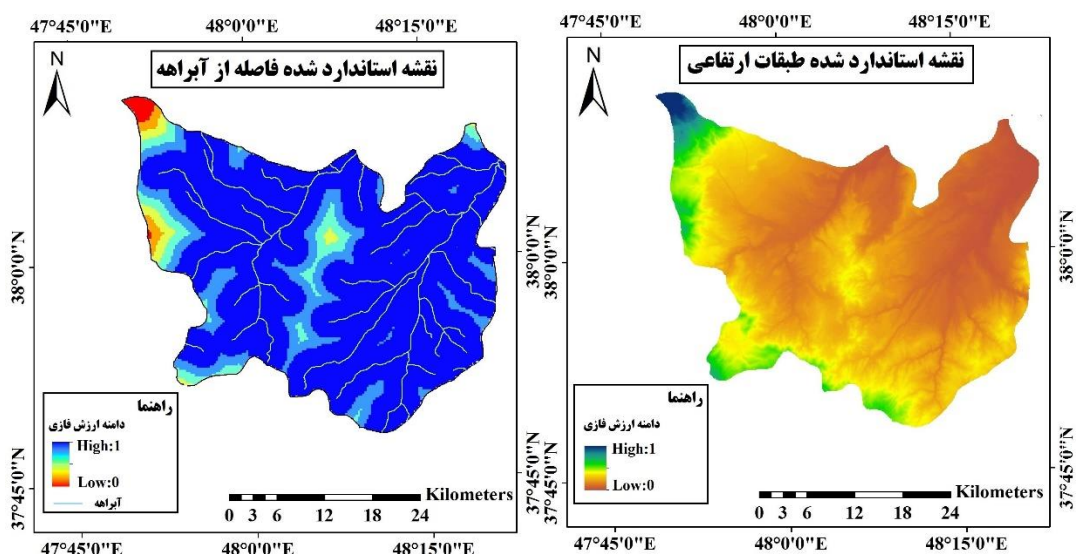 47°45'0"E 48°0'0"E 48°15'0"E
N
نقشه استاندارد شده فاصله از آبراهه
38°0'0"N
38°0'0"N
37°45'0"N
37°45'0"N
راهنما
دامنه ارزش فازی
High:1
Low:0
آبراهه
Kilometers
0 3 6 12 18 24
47°45'0"E 48°0'0"E 48°15'0"E
47°45'0"E 48°0'0"E 48°15'0"E
N
نقشه استاندارد شده طبقات ارتفاعی
38°0'0"N
38°0'0"N
37°45'0"N
37°45'0"N
راهنما
دامنه ارزش فازی
High:1
Low:0
Kilometers
0 3 6 12 18 24
47°45'0"E 48°0'0"E 48°15'0"E